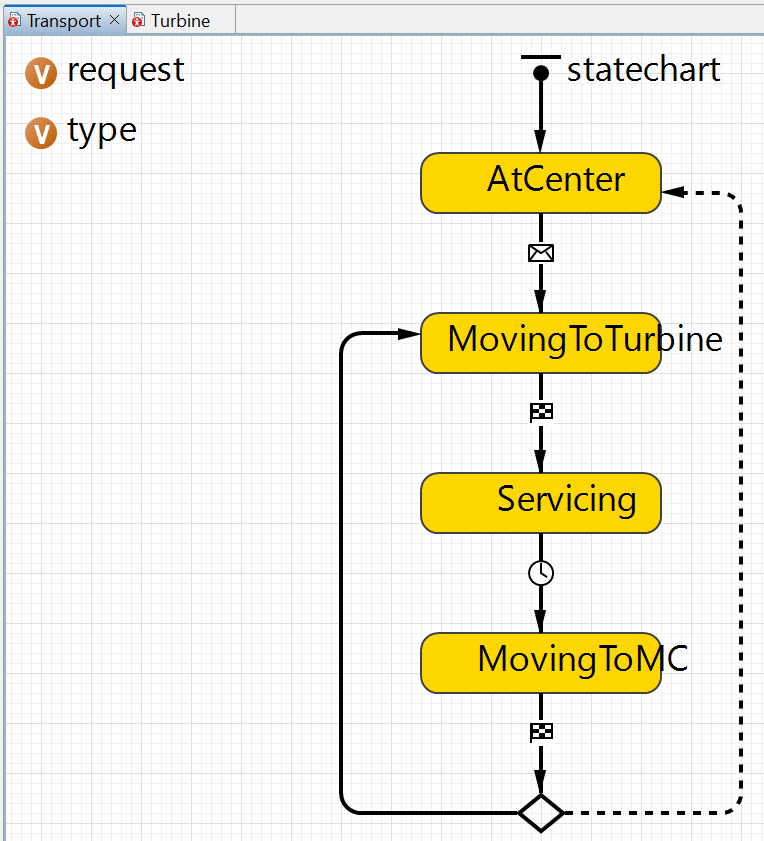 Transport
Turbine
request
statechart
type
AtCenter
MovingToTurbine
Servicing
MovingToMC